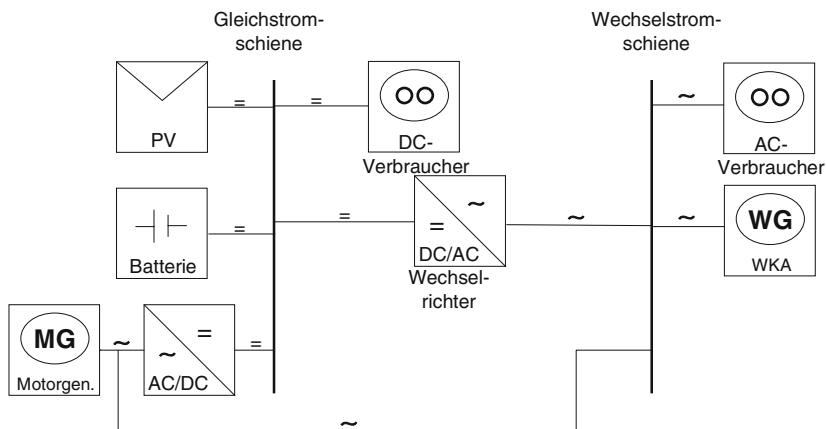 Gleichstrom-
schiene
Wechselstrom-
schiene
=
PV
=
DC-
Verbraucher
~
AC-
Verbraucher
=
Batterie
=
~
=
DC/AC
Wechsel-
richter
~
~
WG
WKA
MG
Motorgen.
~
=
~
AC/DC
=
~